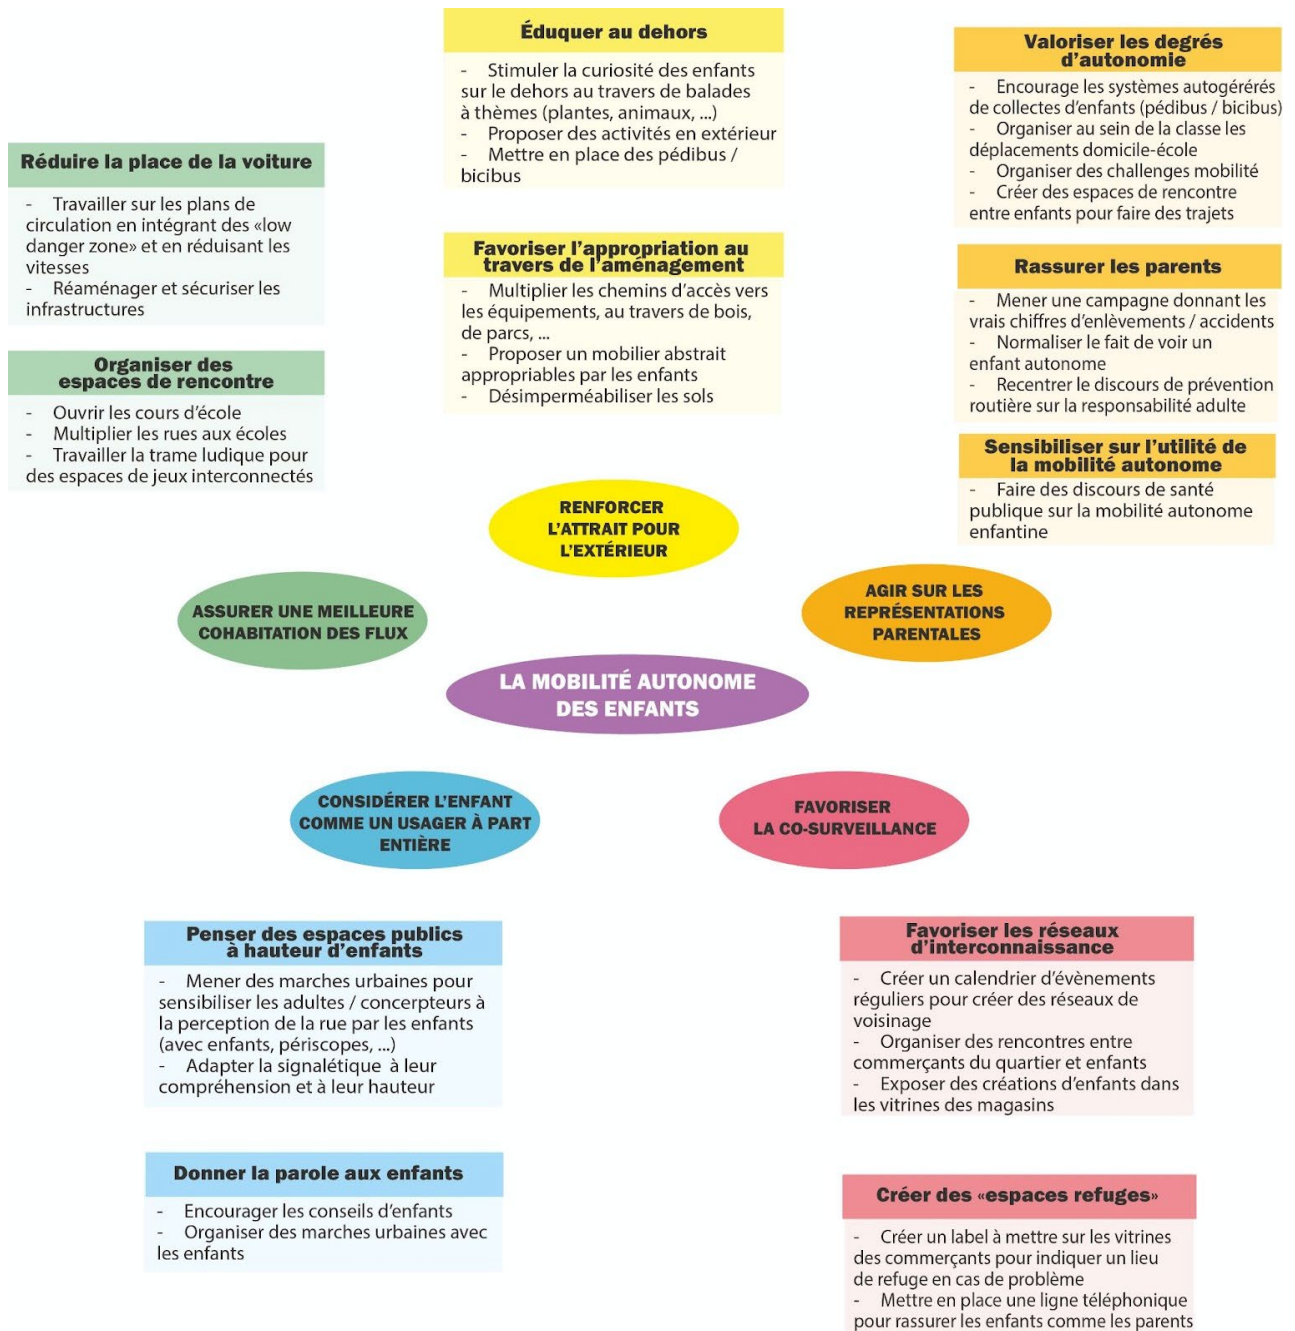 Éduquer au dehors
- Stimuler la curiosité des enfants
sur le dehors au travers de balades
à thèmes (plantes, animaux, ...)
- Proposer des activités en extérieur
- Mettre en place des pédibus /
bicibus
Valoriser les degrés
d'autonomie
- Encourage les systèmes autogérérés
de collectes d'enfants (pédibus / bicibus)
- Organiser au sein de la classe les
déplacements domicile-école
- Organiser des challenges mobilité
- Créer des espaces de rencontre
entre enfants pour faire des trajets
Réduire la place de la voiture
- Travailler sur les plans de
circulation en intégrant des «low
danger zone» et en réduisant les
vitesses
- Réaménager et sécuriser les
infrastructures
Favoriser l'appropriation au
travers de l'aménagement
- Multiplier les chemins d'accès vers
les équipements, au travers de bois,
de parcs, ...
- Proposer un mobilier abstrait
appropriables par les enfants
- Désimperméabiliser les sols
Rassurer les parents
- Mener une campagne donnant les
vrais chiffres d'enlèvements / accidents
- Normaliser le fait de voir un
enfant autonome
- Recentrer le discours de prévention
routière sur la responsabilité adulte
Organiser des
espaces de rencontre
- Ouvrir les cours d'école
- Multiplier les rues aux écoles
- Travailler la trame ludique pour
des espaces de jeux interconnectés
Sensibiliser sur l'utilité de
la mobilité autonome
- Faire des discours de santé
publique sur la mobilité autonome
enfantine
RENFORCER
L'ATTRAIT POUR
L'EXTÉRIEUR
ASSURER UNE MEILLEURE
COHABITATION DES FLUX
AGIR SUR LES
REPRÉSENTATIONS
PARENTALES
LA MOBILITÉ AUTONOME
DES ENFANTS
CONSIDÉRER L'ENFANT
COMME UN USAGER À PART
ENTIÈRE
FAVORISER
LA CO-SURVEILLANCE
Penser des espaces publics
à hauteur d'enfants
- Mener des marches urbaines pour
sensibiliser les adultes / concerpteurs à
la perception de la rue par les enfants
(avec enfants, périscopes, ...)
- Adapter la signalétique à leur
compréhension et à leur hauteur
Favoriser les réseaux
d'interconnaissance
- Créer un calendrier d'évènements
réguliers pour créer des réseaux de
voisinage
- Organiser des rencontres entre
commerçants du quartier et enfants
- Exposer des créations d'enfants dans
les vitrines des magasins
Donner la parole aux enfants
- Encourager les conseils d'enfants
- Organiser des marches urbaines avec
les enfants
Créer des «espaces refuges»
- Créer un label à mettre sur les vitrines
des commerçants pour indiquer un lieu
de refuge en cas de problème
- Mettre en place une ligne téléphonique
pour rassurer les enfants comme les parents